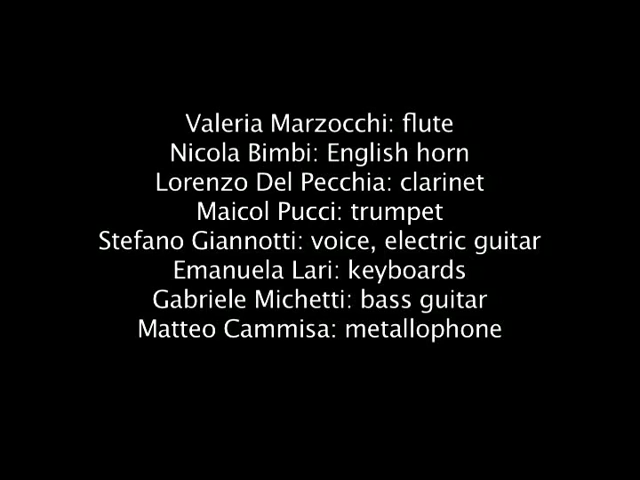 Valeria Marzocchi: flute
Nicola Bimbi: English horn
Lorenzo Del Pecchia: clarinet
Maicol Pucci: trumpet
Stefano Giannotti: voice, electric guitar
Emanuela Lari: keyboards
Gabriele Michetti: bass guitar
Matteo Cammisa: metallophone